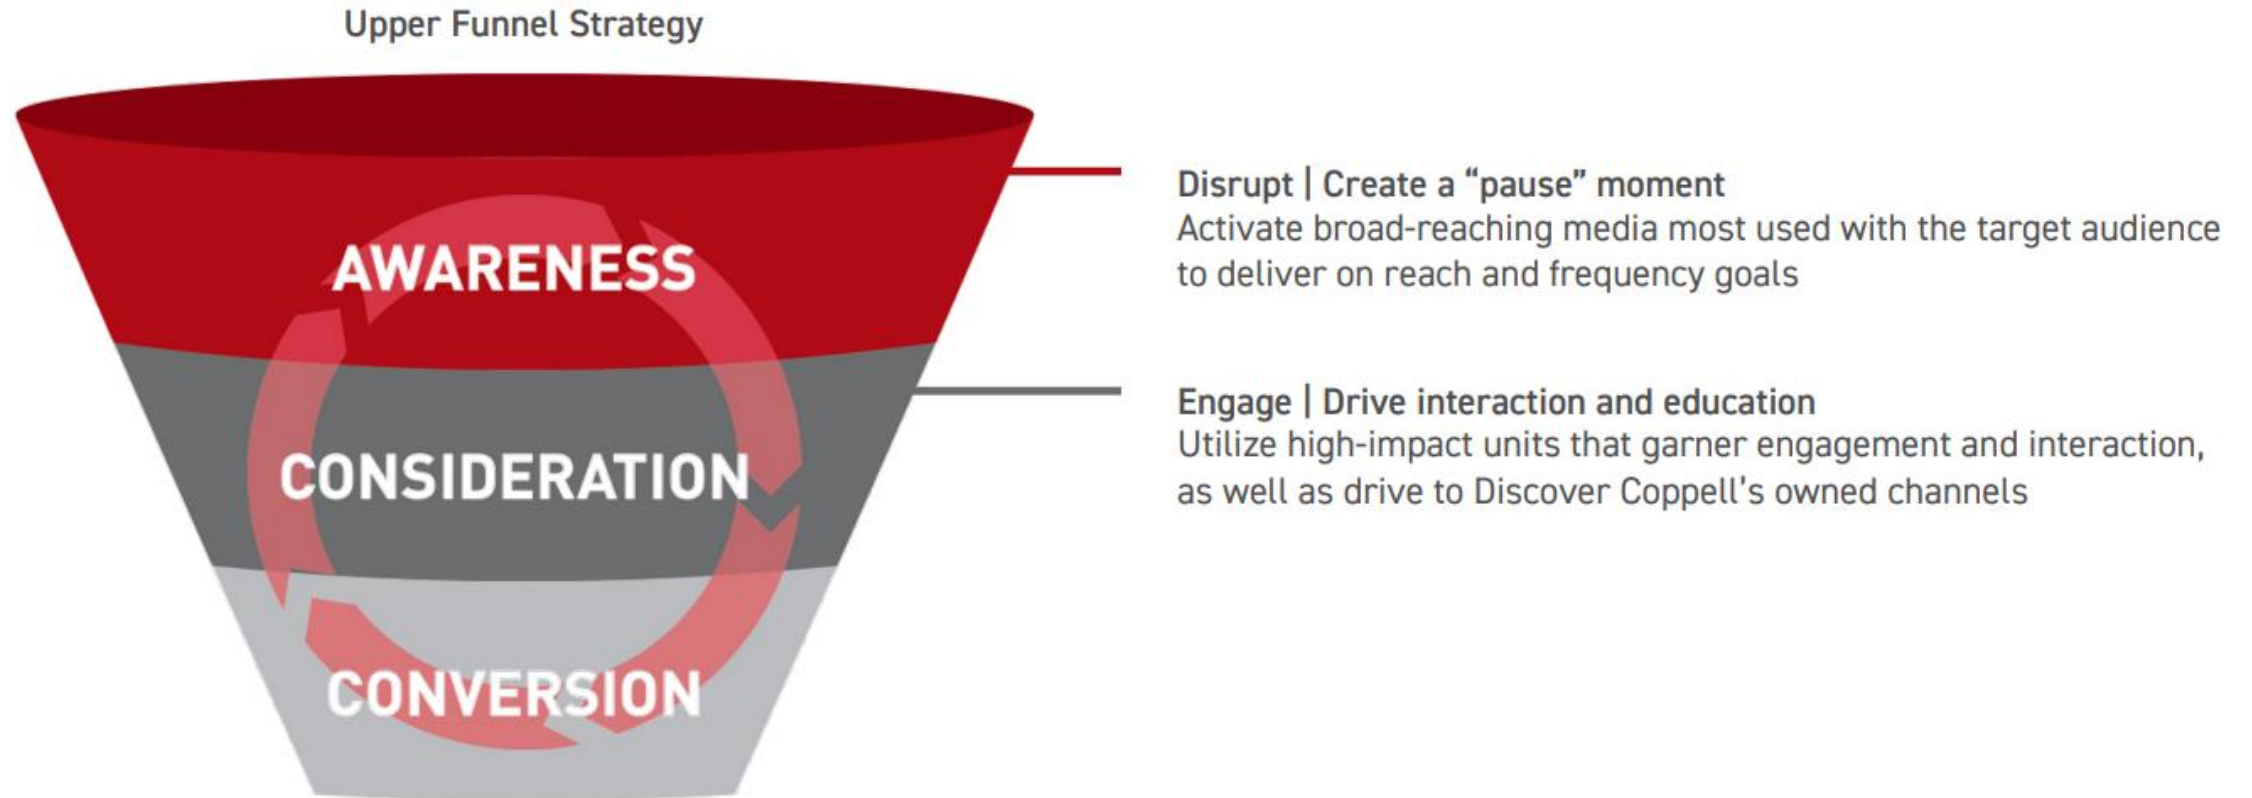 Upper Funnel Strategy
AWARENESS
CONSIDERATION
CONVERSION
Disrupt | Create a “pause” moment
Activate broad-reaching media most used with the target audience
to deliver on reach and frequency goals
Engage | Drive interaction and education
Utilize high-impact units that garner engagement and interaction,
as well as drive to Discover Coppell's owned channels